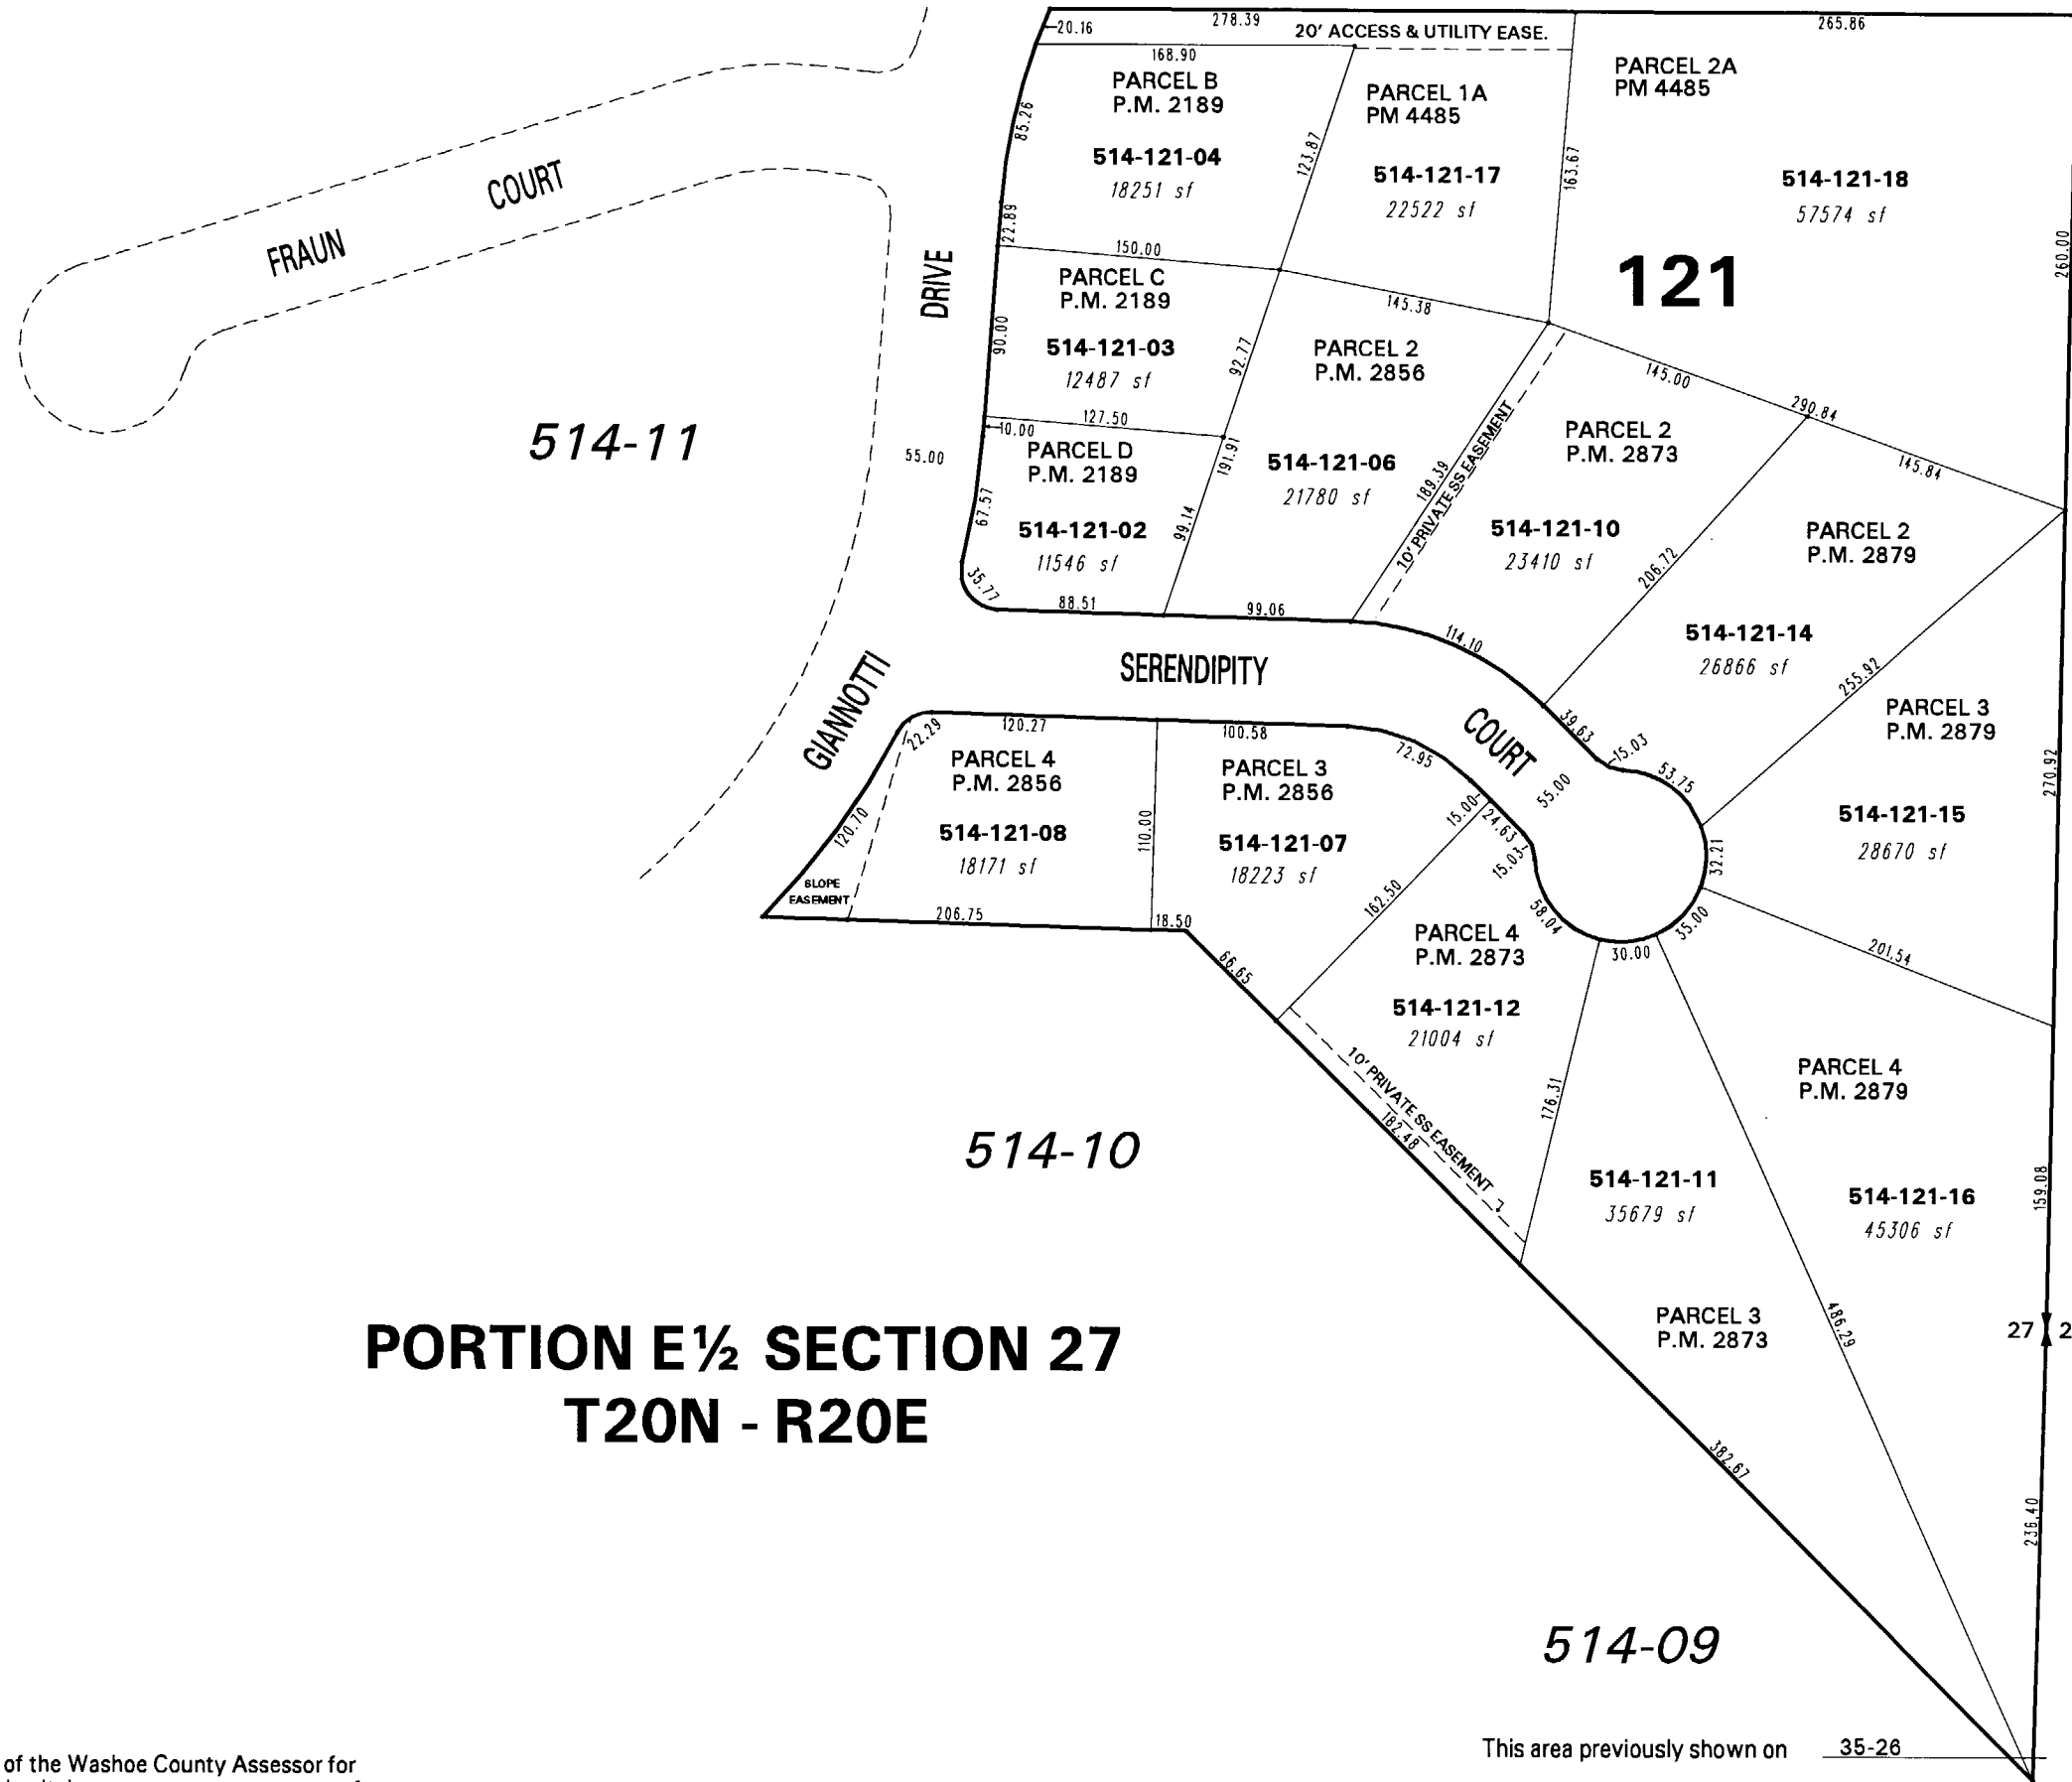 20.16
278.39
20' ACCESS & UTILITY EASE.
265.86
168.90
PARCEL B
P.M. 2189
514-121-04
18251 sf
85.26
22.89
123.87
PARCEL 1A
PM 4485
514-121-17
22522 sf
163.67
PARCEL 2A
PM 4485
514-121-18
57574 sf
260.00
121
FRAUN
COURT
DRIVE
150.00
PARCEL C
P.M. 2189
514-121-03
12487 sf
90.00
92.77
145.38
PARCEL 2
P.M. 2856
514-121-06
21780 sf
191.91
189.39
10' PRIVATE SS EASEMENT
145.00
290.84
145.84
PARCEL 2
P.M. 2873
514-121-10
23410 sf
206.72
PARCEL 2
P.M. 2879
514-121-14
26866 sf
255.92
514-11
55.00
127.50
10.00
PARCEL D
P.M. 2189
514-121-02
11546 sf
67.57
99.14
35.77
88.51
99.06
114.10
39.63
15.03
53.75
PARCEL 3
P.M. 2879
514-121-15
28670 sf
270.92
32.21
35.00
201.54
GIANNOTTI
SERENDIPITY
COURT
55.00
22.29
120.27
100.58
72.95
PARCEL 4
P.M. 2856
514-121-08
18171 sf
120.70
SLOPE
EASEMENT
206.75
110.00
PARCEL 3
P.M. 2856
514-121-07
18223 sf
18.50
66.65
15.00
24.63
15.03
162.50
58.04
30.00
PARCEL 4
P.M. 2873
514-121-12
21004 sf
10' PRIVATE SS EASEMENT
182.48
176.31
514-121-11
35679 sf
PARCEL 3
P.M. 2873
382.67
486.29
PARCEL 4
P.M. 2879
514-121-16
45306 sf
159.08
27 2
236.40
514-10
PORTION E½ SECTION 27
T20N - R20E
514-09
This area previously shown on 35-26
of the Washoe County Assessor for